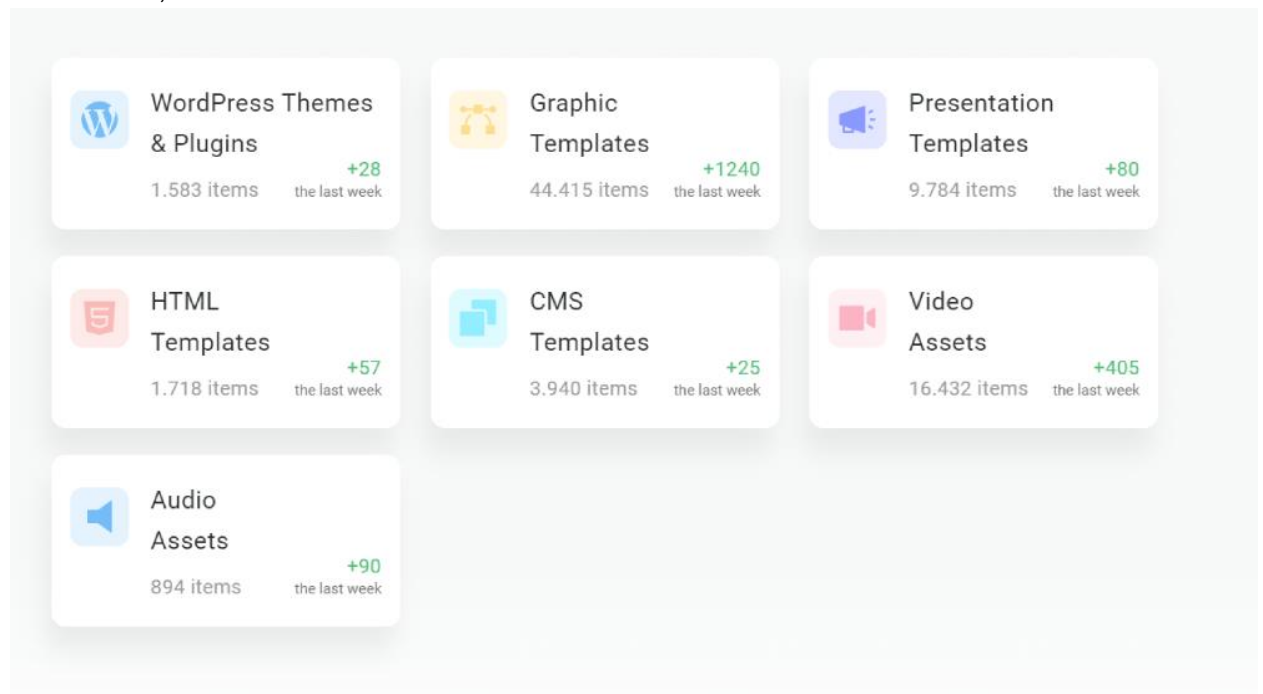 WordPress Themes
& Plugins
+28
1.583 items
the last week
Graphic
Templates
+1240
44.415 items
the last week
Presentation
Templates
+80
9.784 items
the last week
HTML
Templates
+57
1.718 items
the last week
CMS
Templates
+25
3.940 items
the last week
Video
Assets
+405
16.432 items
the last week
Audio
Assets
+90
894 items
the last week